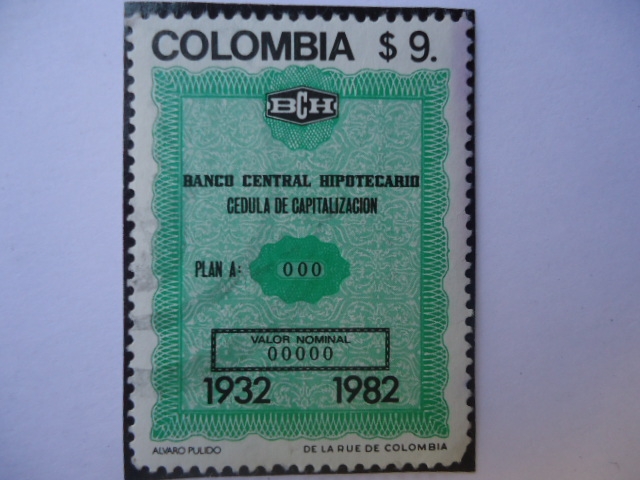 COLOMBIA $ 9.
BCH
BANCO CENTRAL HIPOTECARIO
CEDULA DE CAPITALIZACION
PLAN A: 000
VALOR NOMINAL
00000
1932 1982
ALVARO PULIDO DE LA RUE DE COLOMBIA